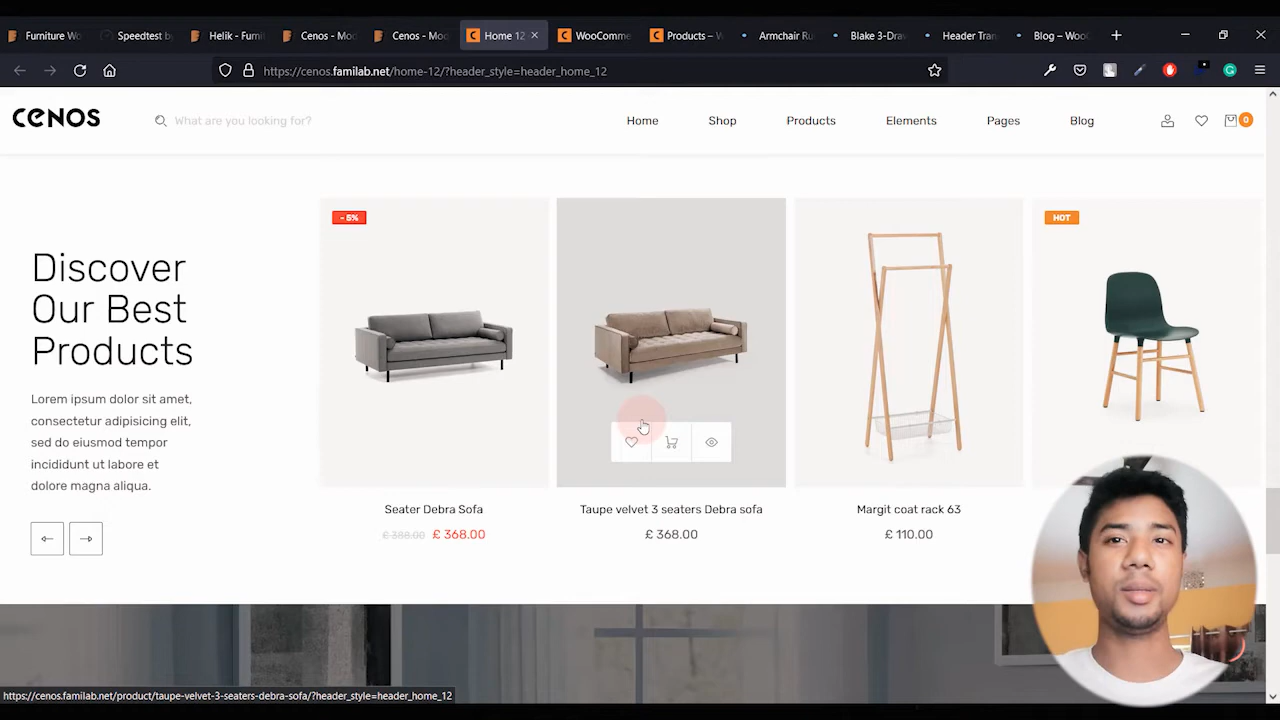 Furniture Wo
Speedtest by
Helik - Furni
Cenos - Mod
Cenos - Mod
Home 12
WooComme
Products – W
Armchair Ru
Blake 3-Draw
Header Tran
Blog – WooC
https://cenos.familab.net/home-12/?header_style=header_home_12
CENOS
What are you looking for?
Home
Shop
Products
Elements
Pages
Blog
0
- 5%
HOT
Discover
Our Best
Products
Lorem ipsum dolor sit amet,
consectetur adipisicing elit,
sed do eiusmod tempor
incididunt ut labore et
dolore magna aliqua.
Seater Debra Sofa
£ 388.00 £ 368.00
Taupe velvet 3 seaters Debra sofa
£ 368.00
Margit coat rack 63
£ 110.00
https://cenos.familab.net/product/taupe-velvet-3-seaters-debra-sofa/?header_style=header_home_12